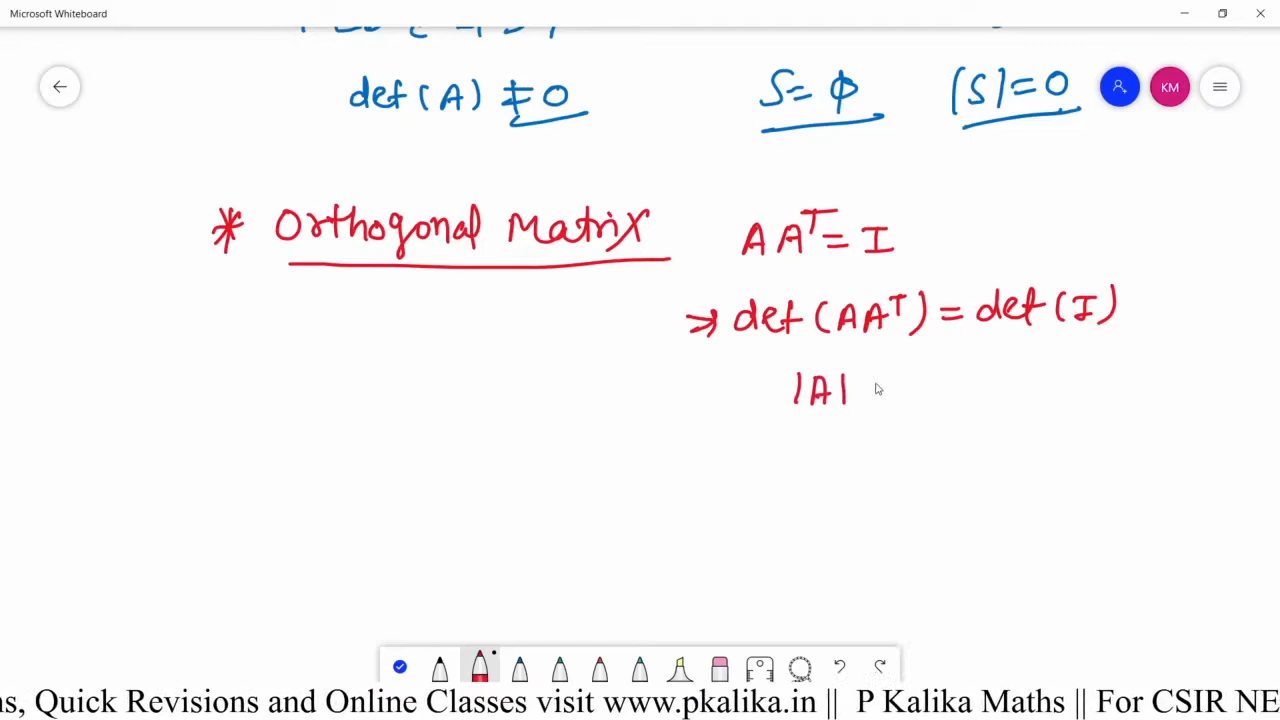 Microsoft Whiteboard
det(A) ≠ 0 S = ϕ |S| = 0
KM
* Orthogonal Matrix AAᵀ = I
→ det(AAᵀ) = det(I)
|A|
ns, Quick Revisions and Online Classes visit www.pkalika.in || P Kalika Maths || For CSIR NE